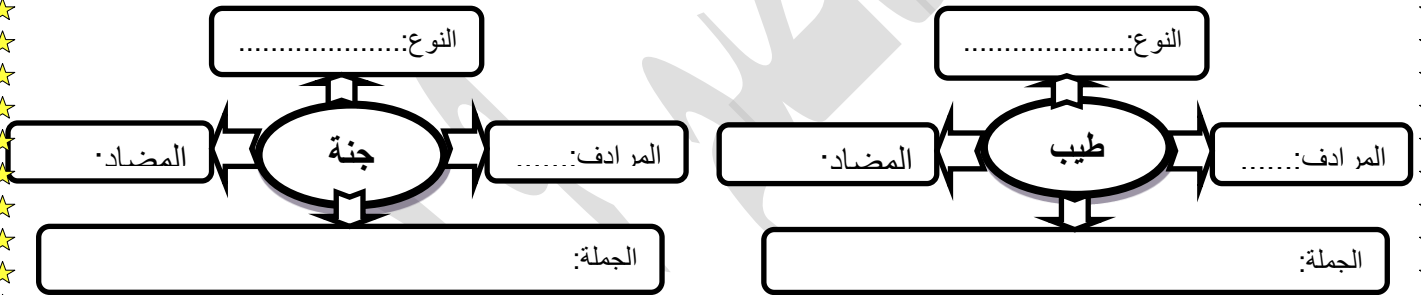 النوع:....................
المرادف:......
طيب
المضاد:
الجملة:
النوع:....................
المرادف:......
جنة
المضاد:
الجملة: